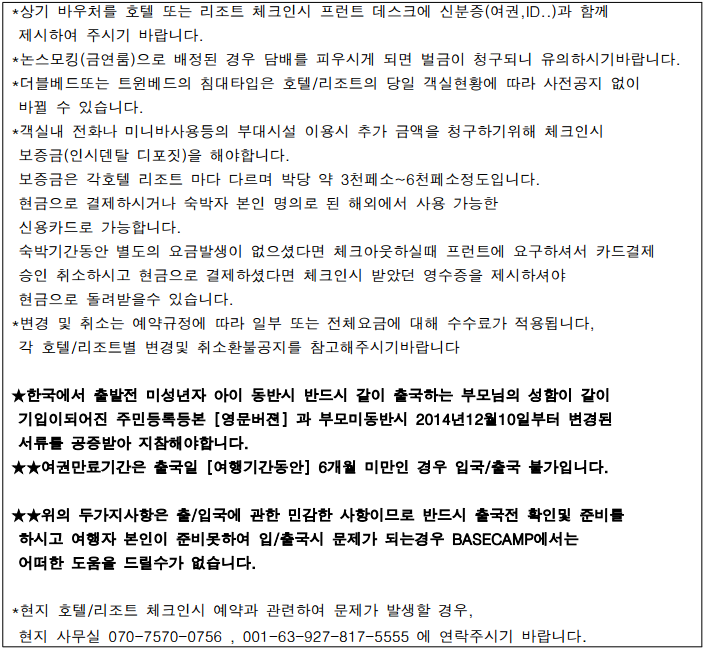 *상기 바우처를 호텔 또는 리조트 체크인시 프런트 데스크에 신분증(여권,ID..)과 함께
제시하여 주시기 바랍니다.
*논스모킹(금연룸)으로 배정된 경우 담배를 피우시게 되면 벌금이 청구되니 유의하시기바랍니다.
*더블베드또는 트윈베드의 침대타입은 호텔/리조트의 당일 객실현황에 따라 사전공지 없이
바뀔 수 있습니다.
*객실내 전화나 미니바사용등의 부대시설 이용시 추가 금액을 청구하기위해 체크인시
보증금(인시덴탈 디포짓)을 해야합니다.
보증금은 각호텔 리조트 마다 다르며 박당 약 3천페소~6천페소정도입니다.
현금으로 결제하시거나 숙박자 본인 명의로 된 해외에서 사용 가능한
신용카드로 가능합니다.
숙박기간동안 별도의 요금발생이 없으셨다면 체크아웃하실때 프런트에 요구하셔서 카드결제
승인 취소하시고 현금으로 결제하셨다면 체크인시 받았던 영수증을 제시하셔야
현금으로 돌려받을수 있습니다.
*변경 및 취소는 예약규정에 따라 일부 또는 전체요금에 대해 수수료가 적용됩니다,
각 호텔/리조트별 변경및 취소환불공지를 참고해주시기바랍니다
★한국에서 출발전 미성년자 아이 동반시 반드시 같이 출국하는 부모님의 성함이 같이
기입이되어진 주민등록등본 [영문버젼] 과 부모미동반시 2014년12월10일부터 변경된
서류를 공증받아 지참해야합니다.
★★여권만료기간은 출국일 [여행기간동안] 6개월 미만인 경우 입국/출국 불가입니다.
★★위의 두가지사항은 출/입국에 관한 민감한 사항이므로 반드시 출국전 확인및 준비를
하시고 여행자 본인이 준비못하여 입/출국시 문제가 되는경우 BASECAMP에서는
어떠한 도움을 드릴수가 없습니다.
*현지 호텔/리조트 체크인시 예약과 관련하여 문제가 발생할 경우,
현지 사무실 070-7570-0756 , 001-63-927-817-5555 에 연락주시기 바랍니다.